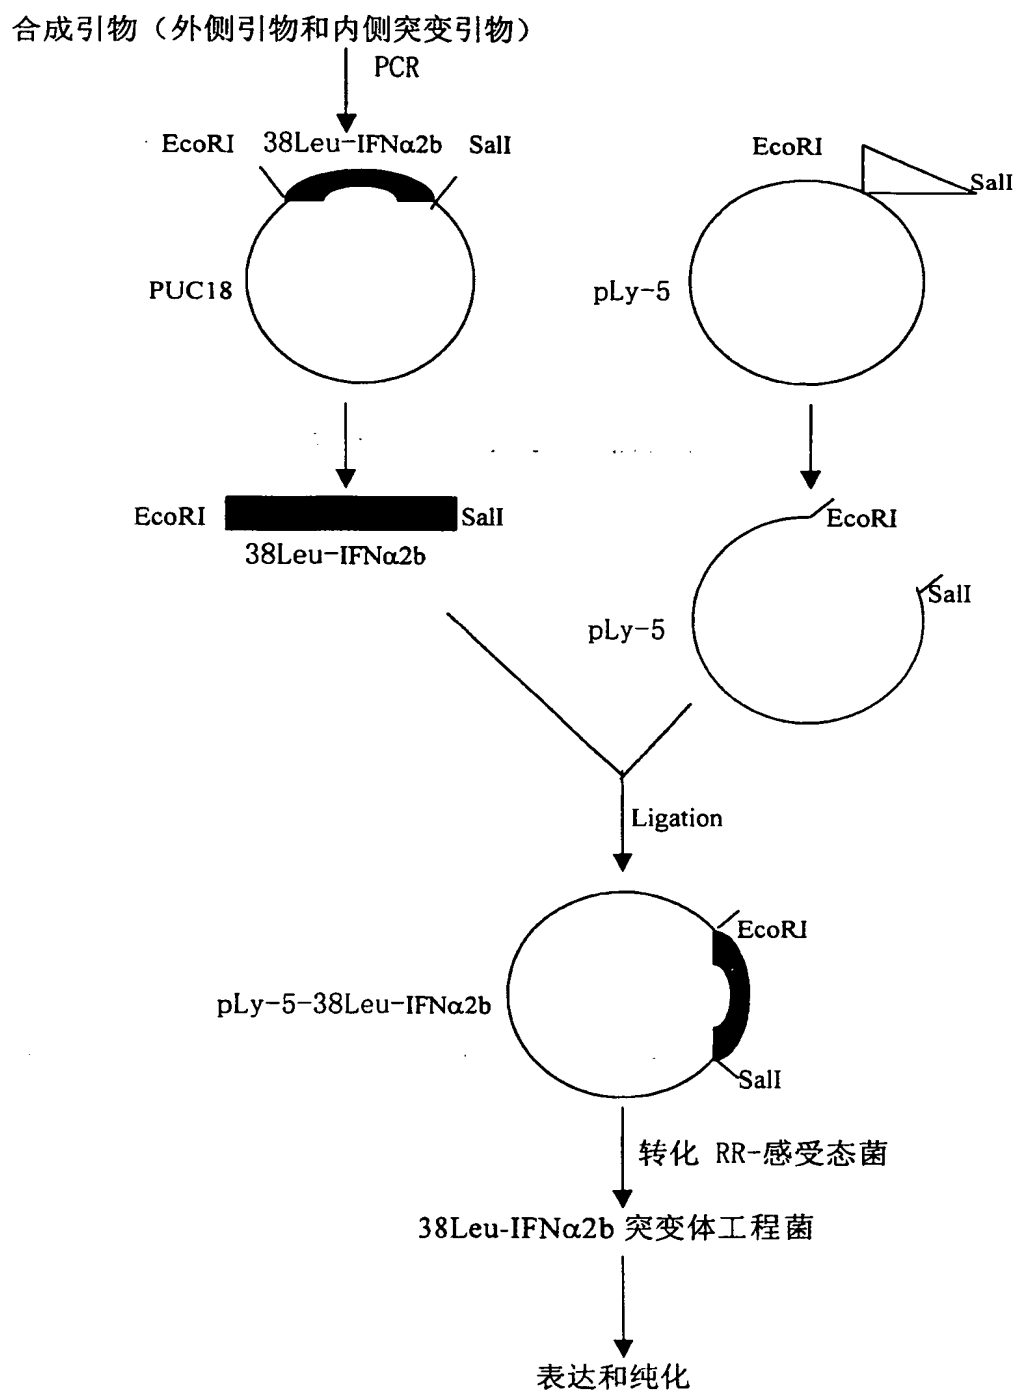 合成引物（外侧引物和内侧突变引物）
PCR
EcoRI 38Leu-IFNα2b SalI
PUC18
EcoRI
SalI
pLy-5
EcoRI SalI
38Leu-IFNα2b
EcoRI
SalI
pLy-5
Ligation
EcoRI
pLy-5-38Leu-IFNα2b
SalI
转化 RR-感受态菌
38Leu-IFNα2b 突变体工程菌
表达和纯化